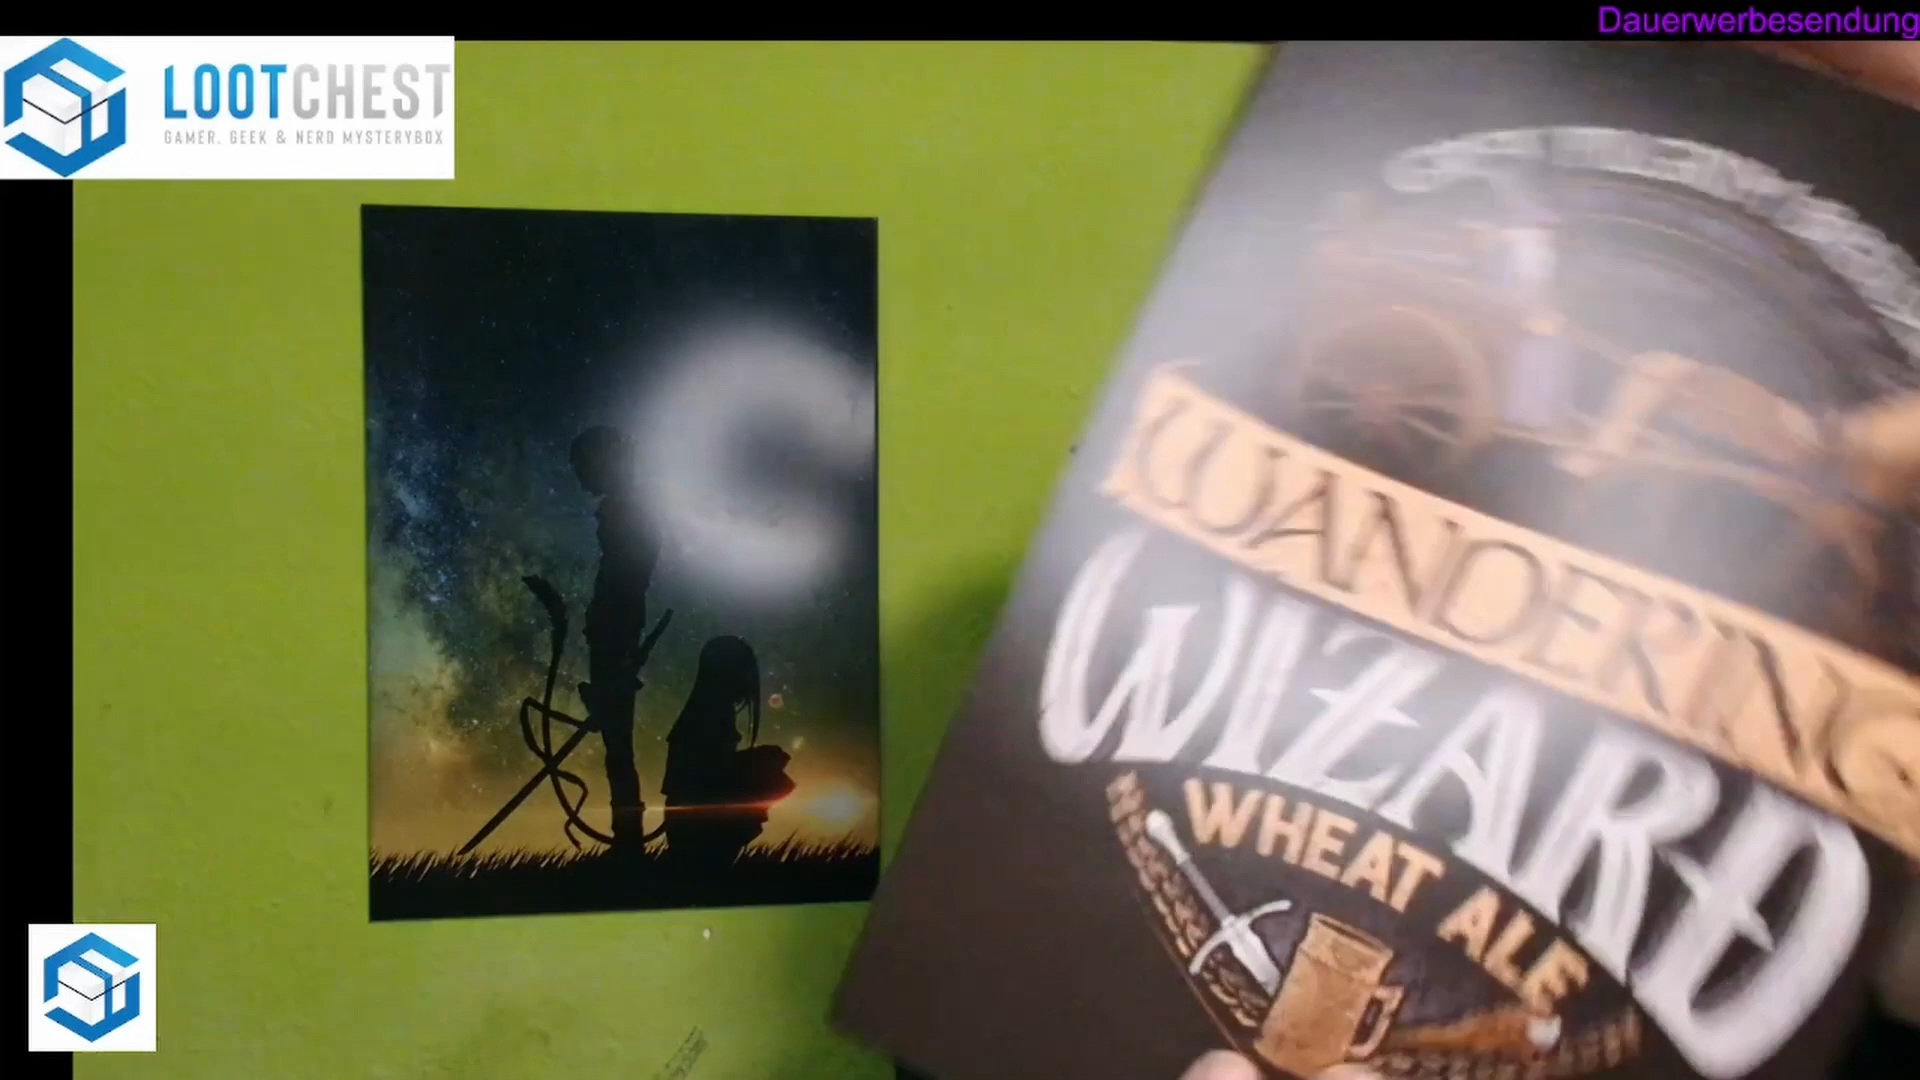 Dauerwerbesendung
LOOTCHEST
GAMER, GEEK & NERD MYSTERYBOX
WANDERING
WIZARD
WHEAT ALE